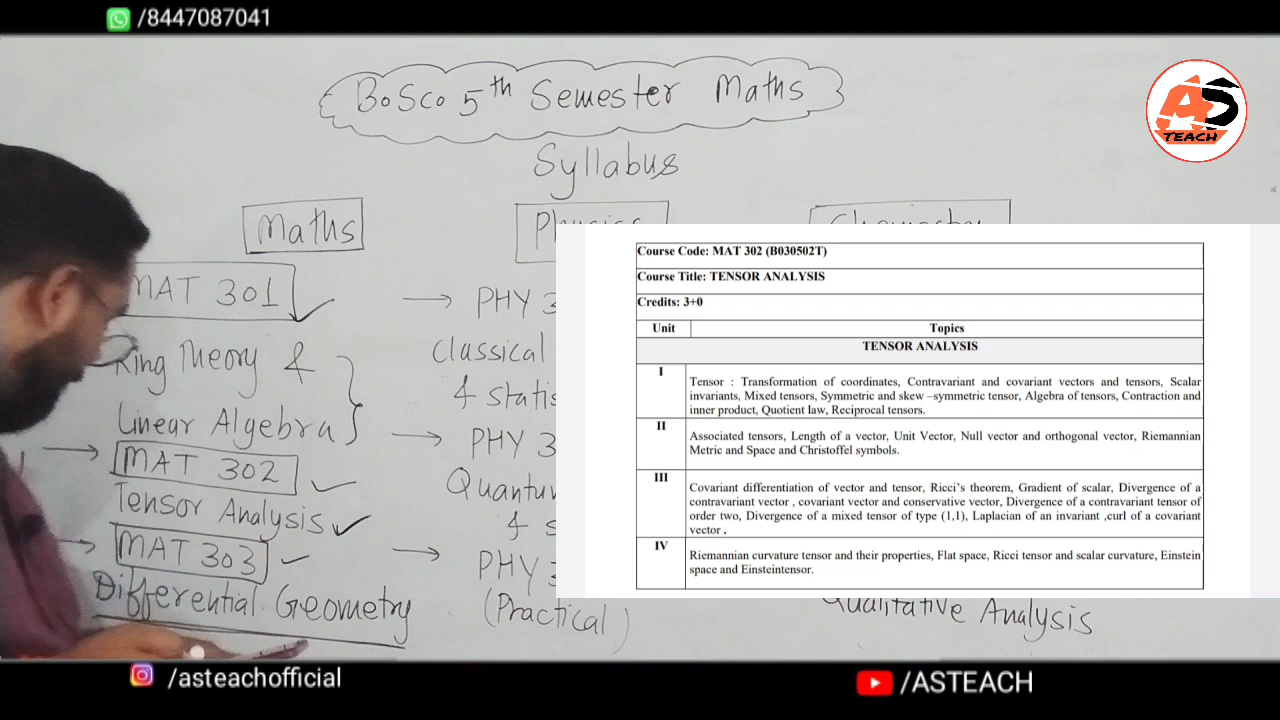 /8447087041
BoSco 5th Semester Maths
AS
TEACH
Syllabus
Maths
MAT 301
Ring Theory &
Linear Algebra
MAT 302
Tensor Analysis
MAT 303
Differential Geometry
PHY 3
Classical
& statis
PHY 3
Quantum
& s
PHY 3
(Practical)
Course Code: MAT 302 (B030502T)
Course Title: TENSOR ANALYSIS
Credits: 3+0
Unit Topics
TENSOR ANALYSIS
I
Tensor : Transformation of coordinates, Contravariant and covariant vectors and tensors, Scalar
invariants, Mixed tensors, Symmetric and skew –symmetric tensor, Algebra of tensors, Contraction and
inner product, Quotient law, Reciprocal tensors.
II
Associated tensors, Length of a vector, Unit Vector, Null vector and orthogonal vector, Riemannian
Metric and Space and Christoffel symbols.
III
Covariant differentiation of vector and tensor, Ricci's theorem, Gradient of scalar, Divergence of a
contravariant vector , covariant vector and conservative vector, Divergence of a contravariant tensor of
order two, Divergence of a mixed tensor of type (1,1), Laplacian of an invariant ,curl of a covariant
vector ,
IV
Riemannian curvature tensor and their properties, Flat space, Ricci tensor and scalar curvature, Einstein
space and Einsteintensor.
Qualitative Analysis
/asteachofficial
/ASTEACH